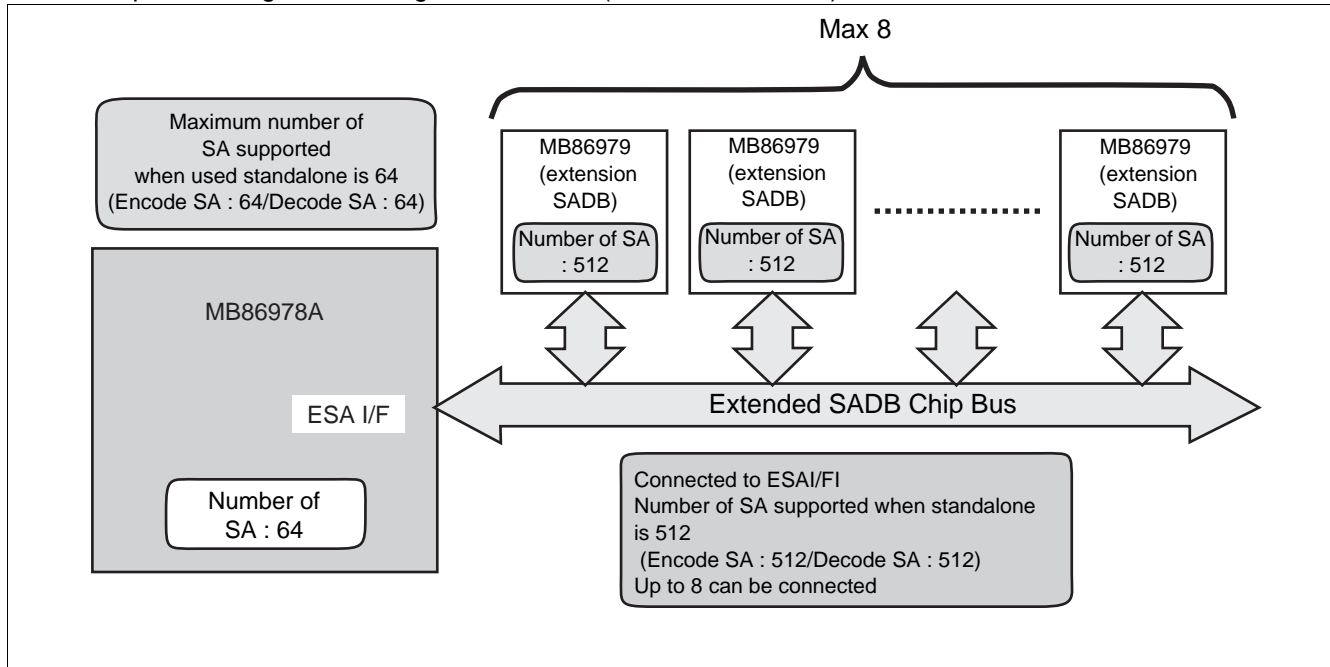 Max 8
Maximum number of
SA supported
when used standalone is 64
(Encode SA : 64/Decode SA : 64)
MB86979
(extension
SADB)
Number of SA
: 512
MB86979
(extension
SADB)
Number of SA
: 512
MB86979
(extension
SADB)
Number of SA
: 512
MB86978A
ESA I/F
Extended SADB Chip Bus
Number of
SA : 64
Connected to ESAI/FI
Number of SA supported when standalone
is 512
(Encode SA : 512/Decode SA : 512)
Up to 8 can be connected